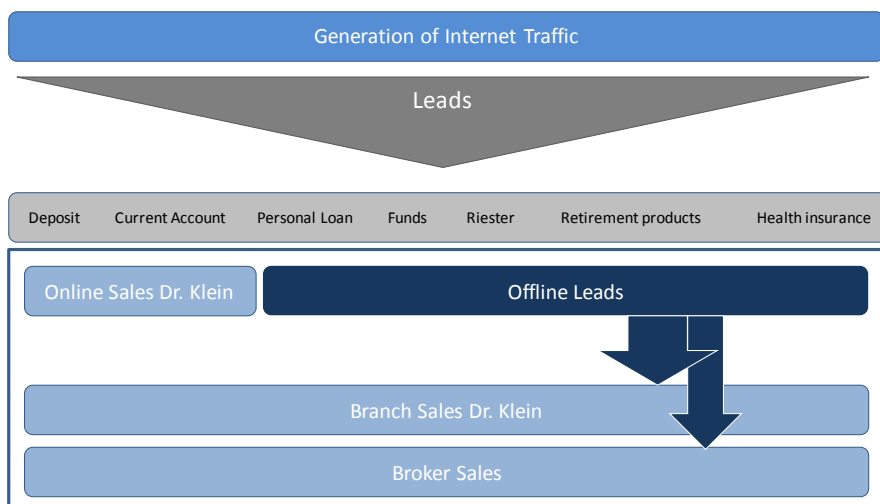 Generation of Internet Traffic
Leads
Deposit Current Account Personal Loan Funds Riester Retirement products Health insurance
Online Sales Dr. Klein Offline Leads
Branch Sales Dr. Klein
Broker Sales